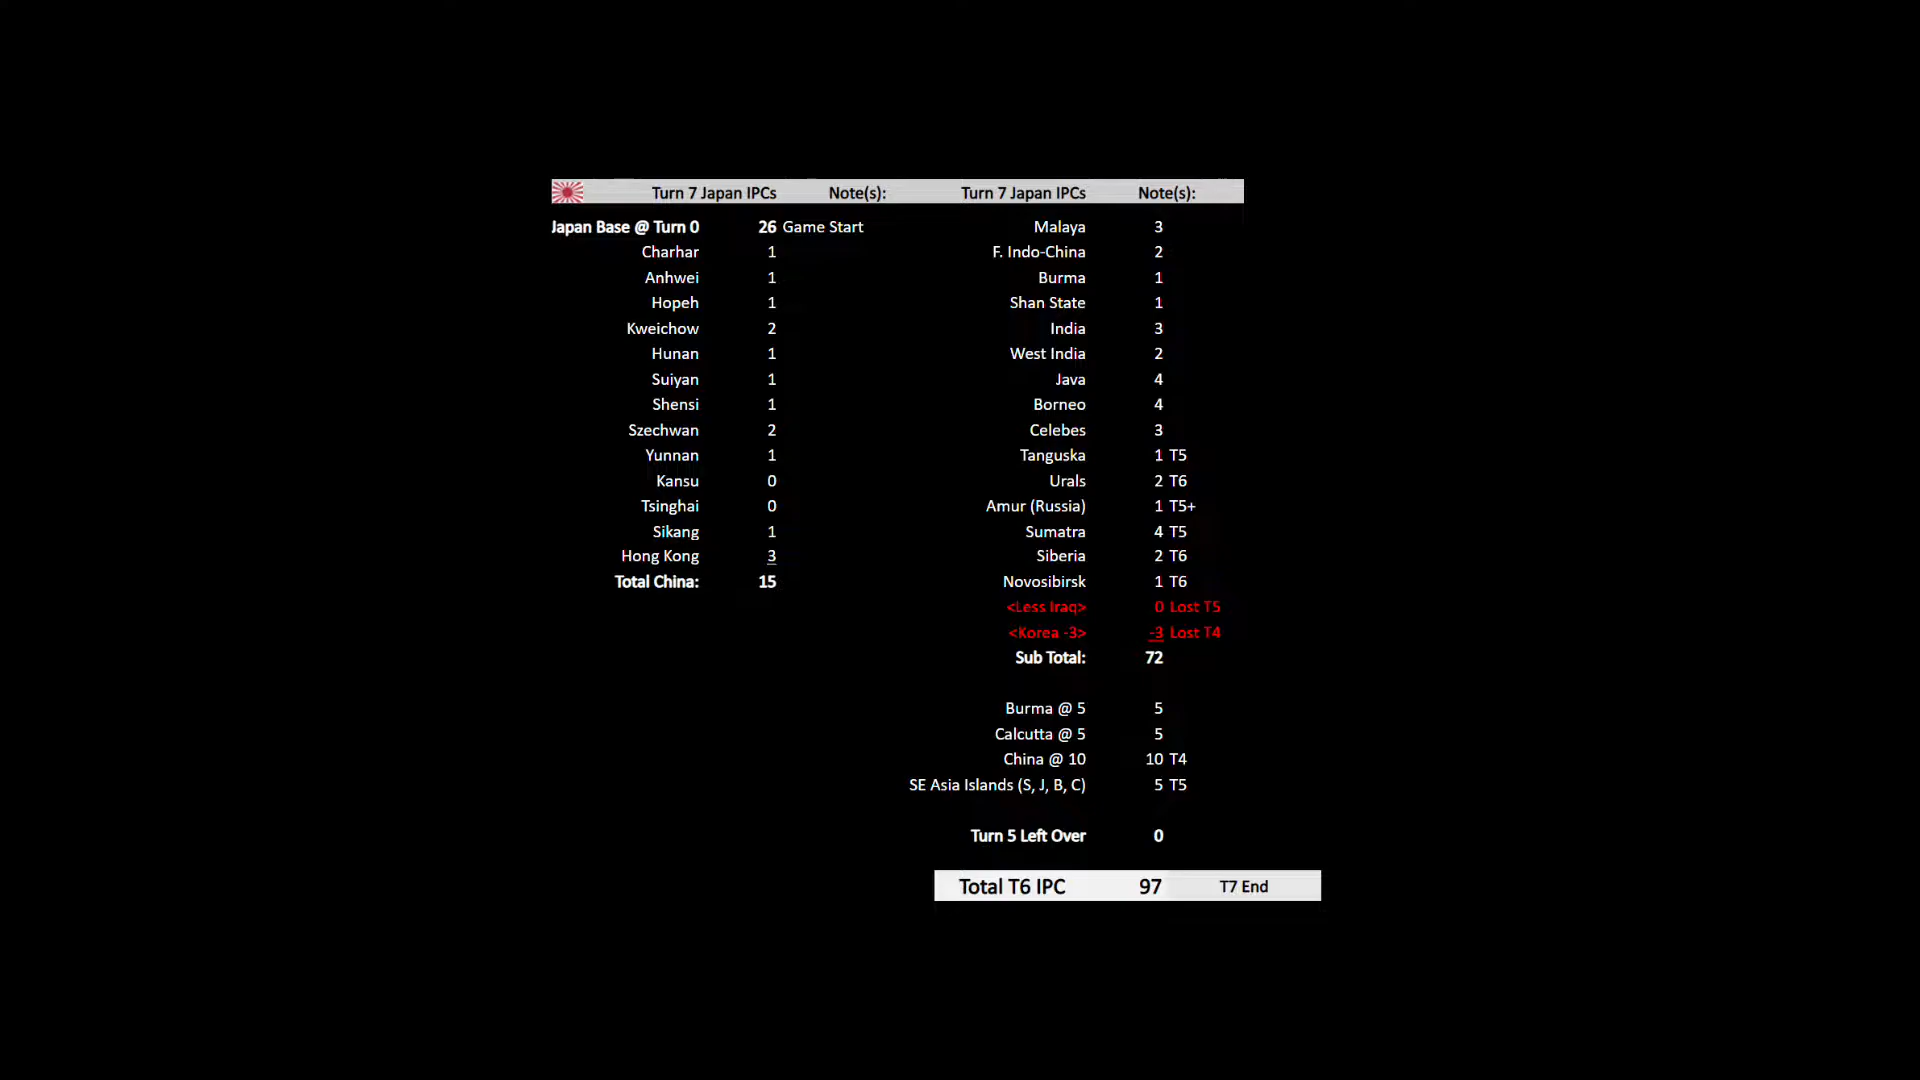 Turn 7 Japan IPCs Note(s): Turn 7 Japan IPCs Note(s):
Japan Base @ Turn 0 26 Game Start Malaya 3
Charhar 1 F. Indo-China 2
Anhwei 1 Burma 1
Hopeh 1 Shan State 1
Kweichow 2 India 3
Hunan 1 West India 2
Suiyan 1 Java 4
Shensi 1 Borneo 4
Szechwan 2 Celebes 3
Yunnan 1 Tanguska 1 T5
Kansu 0 Urals 2 T6
Tsinghai 0 Amur (Russia) 1 T5+
Sikang 1 Sumatra 4 T5
Hong Kong 3 Siberia 2 T6
Total China: 15 Novosibirsk 1 T6
<Less Iraq> 0 Lost T5
<Korea -3> -3 Lost T4
Sub Total: 72
Burma @ 5 5
Calcutta @ 5 5
China @ 10 10 T4
SE Asia Islands (S, J, B, C) 5 T5
Turn 5 Left Over 0
Total T6 IPC 97 T7 End